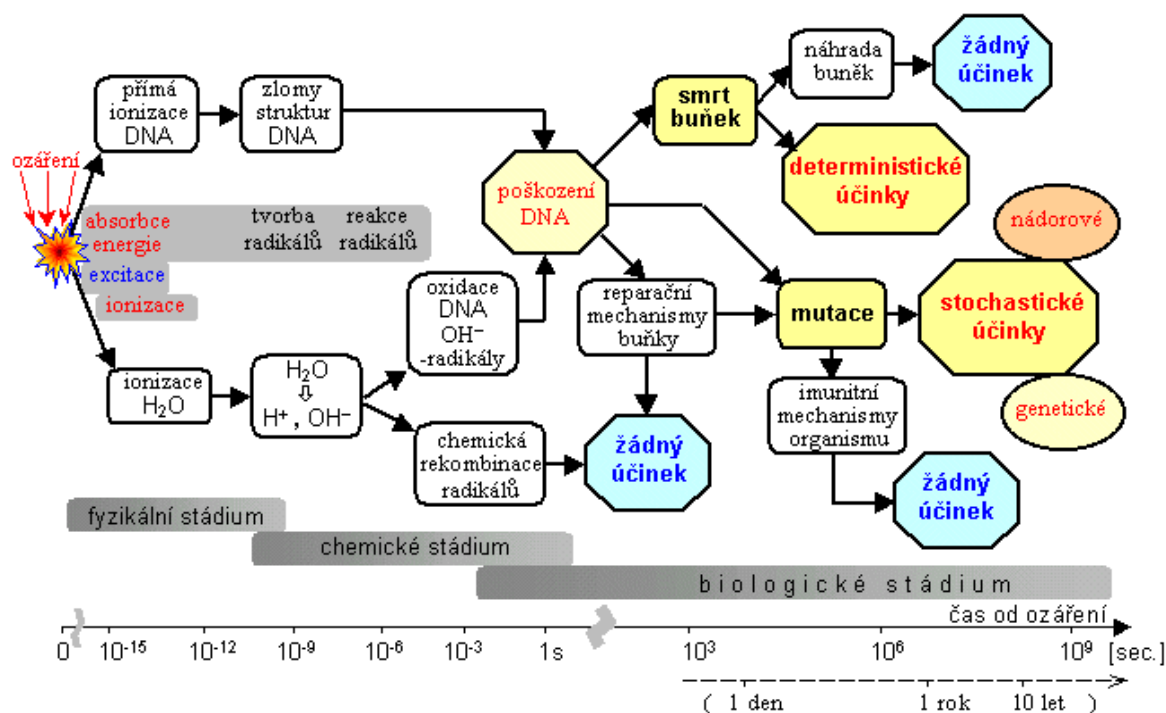 přímá
ionizace
DNA
zlomy
struktur
DNA
smrt
buňek
náhrada
buněk
žádný
účinek
ozáření
poškození
DNA
deterministické
účinky
absorbce
energie
tvorba
radikálů
reakce
radikálů
excitace
ionizace
nádorové
oxidace
DNA
OH⁻
-radikály
reparační
mechanismy
buňky
mutace
stochastické
účinky
ionizace
H₂O
H₂O
⇩
H⁺ , OH⁻
genetické
imunitní
mechanismy
organismu
chemická
rekombinace
radikálů
žádný
účinek
žádný
účinek
fyzikální stádium
chemické stádium
biologické stádium
čas od ozáření
0 10⁻¹⁵ 10⁻¹² 10⁻⁹ 10⁻⁶ 10⁻³ 1s 10³ 10⁶ 10⁹ [sec.]
( 1 den 1 rok 10 let )